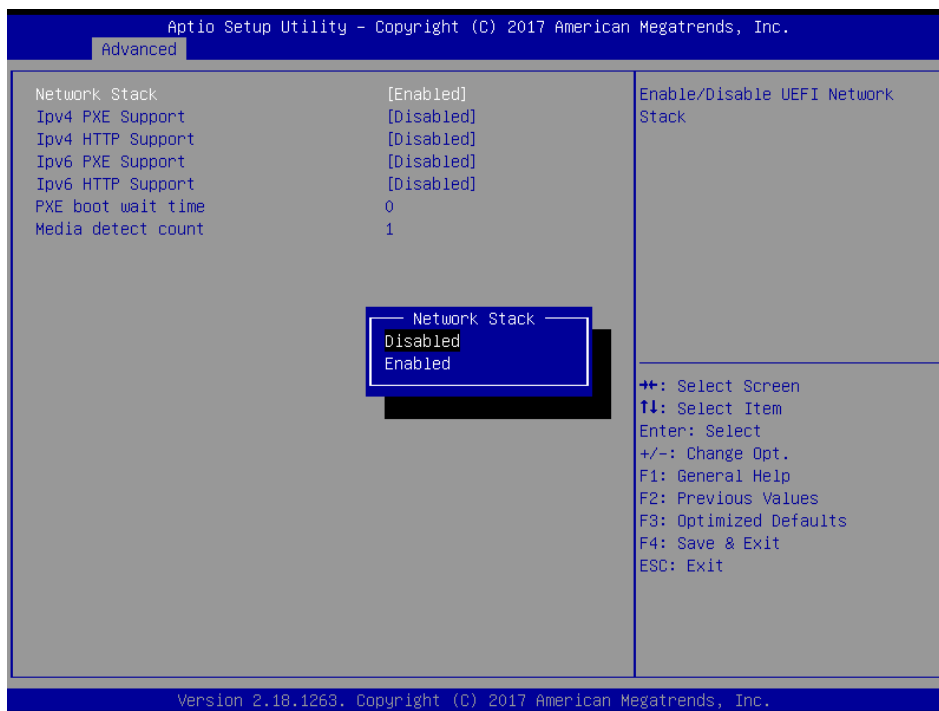 Aptio Setup Utility – Copyright (C) 2017 American Megatrends, Inc.
Advanced
Network Stack [Enabled]
Ipv4 PXE Support [Disabled]
Ipv4 HTTP Support [Disabled]
Ipv6 PXE Support [Disabled]
Ipv6 HTTP Support [Disabled]
PXE boot wait time 0
Media detect count 1
Network Stack
Disabled
Enabled
Enable/Disable UEFI Network
Stack
→←: Select Screen
↑↓: Select Item
Enter: Select
+/-: Change Opt.
F1: General Help
F2: Previous Values
F3: Optimized Defaults
F4: Save & Exit
ESC: Exit
Version 2.18.1263. Copyright (C) 2017 American Megatrends, Inc.